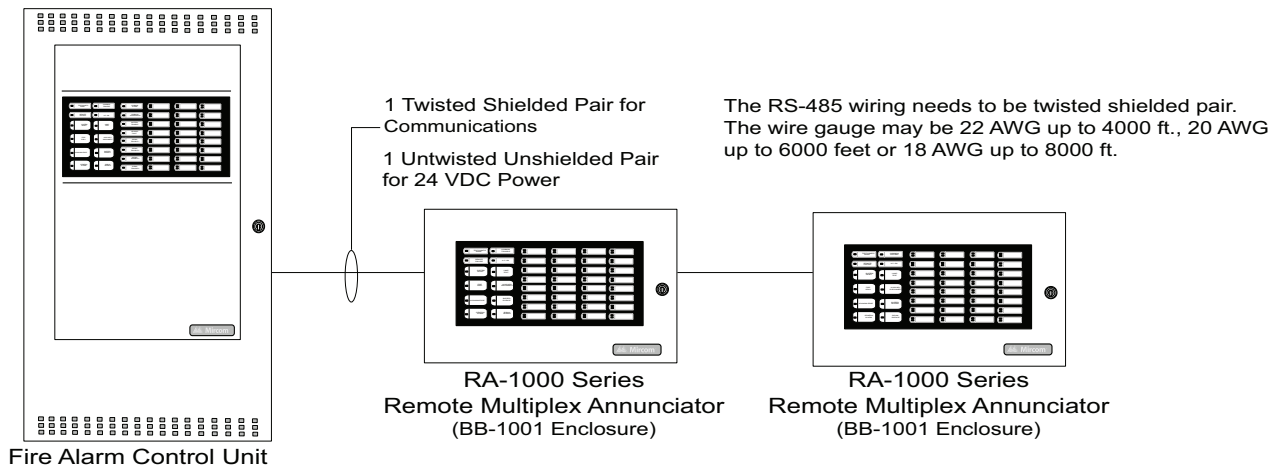 1 Twisted Shielded Pair for
Communications
1 Untwisted Unshielded Pair
for 24 VDC Power
The RS-485 wiring needs to be twisted shielded pair.
The wire gauge may be 22 AWG up to 4000 ft., 20 AWG
up to 6000 feet or 18 AWG up to 8000 ft.
Mircom
Mircom
Mircom
RA-1000 Series
Remote Multiplex Annunciator
(BB-1001 Enclosure)
RA-1000 Series
Remote Multiplex Annunciator
(BB-1001 Enclosure)
Fire Alarm Control Unit